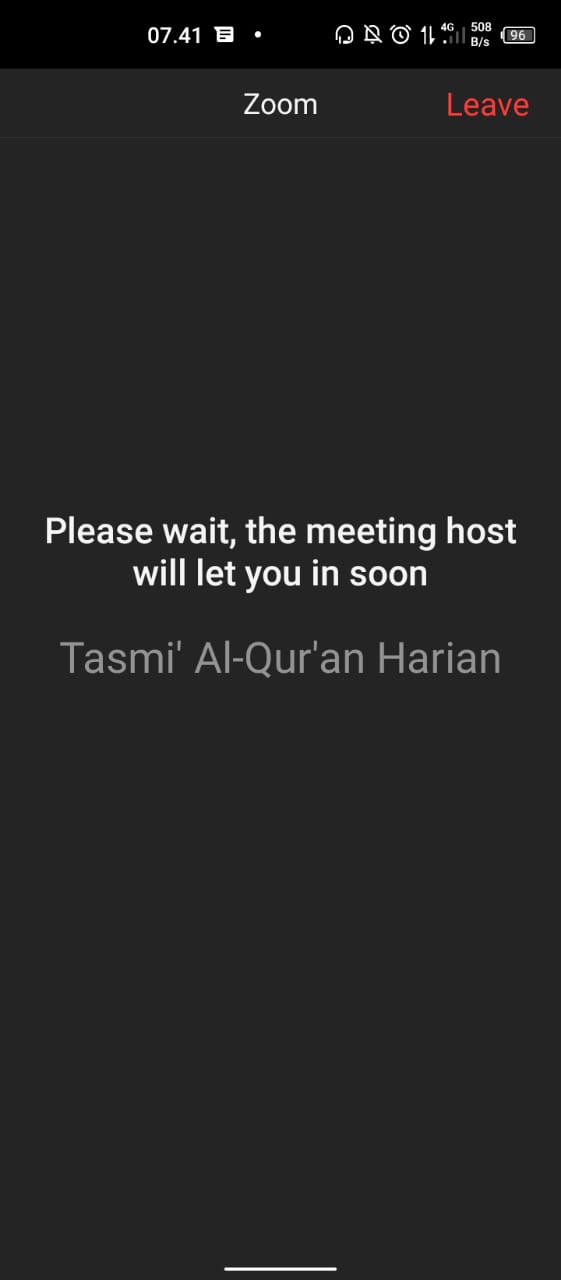 07.41
4G
508
B/s
96
Zoom
Leave
Please wait, the meeting host
will let you in soon
Tasmi' Al-Qur'an Harian